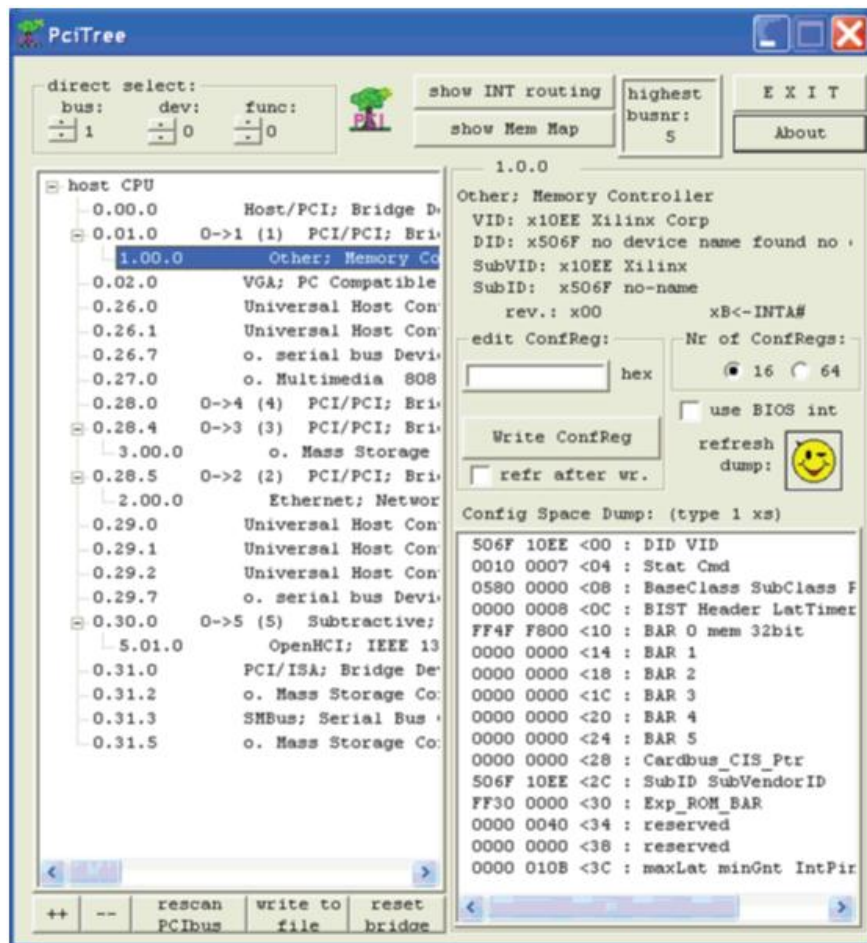 PciTree
direct select:
bus: dev: func:
1 0 0
PCI
show INT routing
show Mem Map
highest
busnr:
5
E X I T
About
host CPU
0.00.0 Host/PCI; Bridge D
0.01.0 0->1 (1) PCI/PCI; Bri
1.00.0 Other; Memory Co
0.02.0 VGA; PC Compatible
0.26.0 Universal Host Con
0.26.1 Universal Host Con
0.26.7 o. serial bus Devi
0.27.0 o. Multimedia 808
0.28.0 0->4 (4) PCI/PCI; Bri
0.28.4 0->3 (3) PCI/PCI; Bri
3.00.0 o. Mass Storage
0.28.5 0->2 (2) PCI/PCI; Bri
2.00.0 Ethernet; Networ
0.29.0 Universal Host Con
0.29.1 Universal Host Con
0.29.2 Universal Host Con
0.29.7 o. serial bus Devi
0.30.0 0->5 (5) Subtractive;
5.01.0 OpenHCI; IEEE 13
0.31.0 PCI/ISA; Bridge De
0.31.2 o. Mass Storage Co
0.31.3 SMBus; Serial Bus
0.31.5 o. Mass Storage Co
++ -- rescan PCIbus write to file reset bridge
1.0.0
Other; Memory Controller
VID: x10EE Xilinx Corp
DID: x506F no device name found no
SubVID: x10EE Xilinx
SubID: x506F no-name
rev.: x00 xB<-INTA#
edit ConfReg:
hex
Write ConfReg
refr after wr.
Nr of ConfRegs:
16 64
use BIOS int
refresh
dump:
Config Space Dump: (type 1 xs)
506F 10EE <00 : DID VID
0010 0007 <04 : Stat Cmd
0580 0000 <08 : BaseClass SubClass
0000 0008 <0C : BIST Header LatTimer
FF4F F800 <10 : BAR 0 mem 32bit
0000 0000 <14 : BAR 1
0000 0000 <18 : BAR 2
0000 0000 <1C : BAR 3
0000 0000 <20 : BAR 4
0000 0000 <24 : BAR 5
0000 0000 <28 : Cardbus_CIS_Ptr
506F 10EE <2C : SubID SubVendorID
FF30 0000 <30 : Exp_ROM_BAR
0000 0040 <34 : reserved
0000 0000 <38 : reserved
0000 010B <3C : maxLat minGnt IntPin